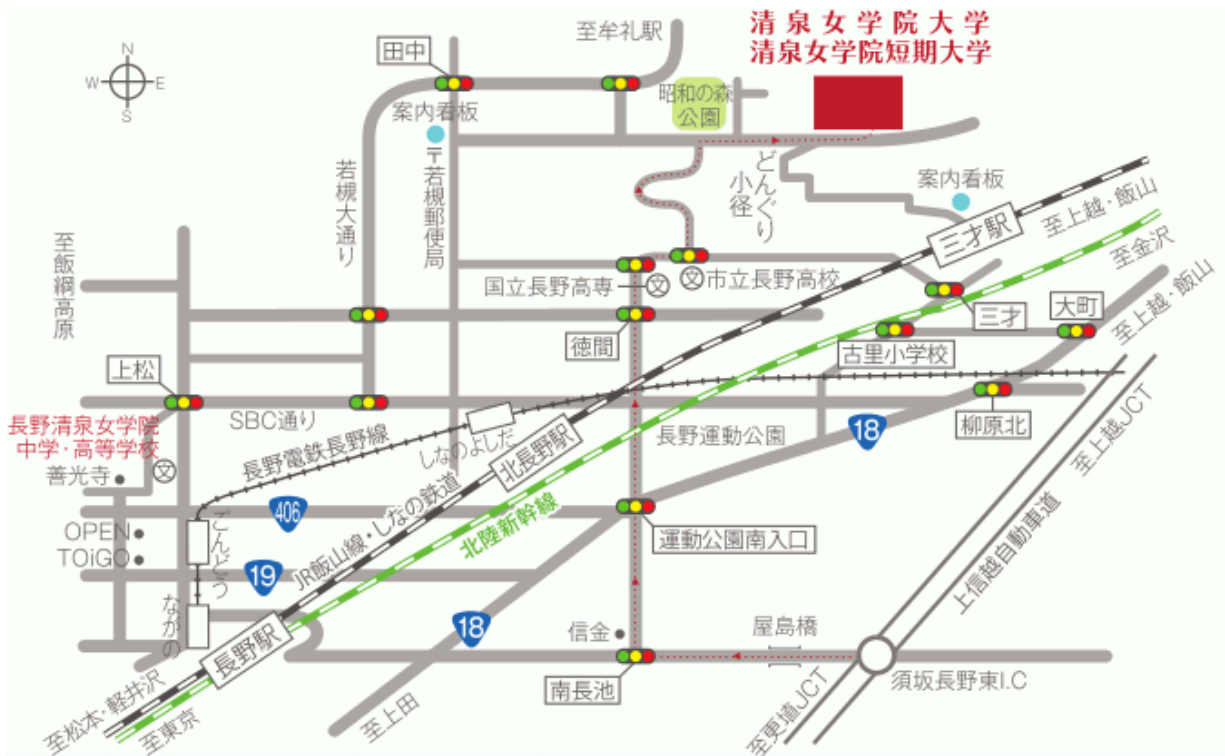 清泉女学院大学
清泉女学院短期大学
N
W
E
S
田中
至牟礼駅
昭和の森
公園
案内看板
〒若槻郵便局
若槻大通り
どんぐり
小径
案内看板
三才駅
至上越・飯山
至金沢
至上越・飯山
至飯綱高原
国立長野高専
文
文
市立長野高校
三才
大町
徳間
古里小学校
上松
SBC通り
長野清泉女学院
中学・高等学校
文
善光寺
長野電鉄長野線
しなのよしだ
北長野駅
長野運動公園
18
柳原北
至上越JCT
上信越自動車道
406
OPEN
TOiGO
ごんどう
JR飯山線・しなの鉄道
北陸新幹線
運動公園南入口
19
18
ながの
長野駅
信金
屋島橋
南長池
須坂長野東I.C
至更埴JCT
至松本・軽井沢
至東京
至上田